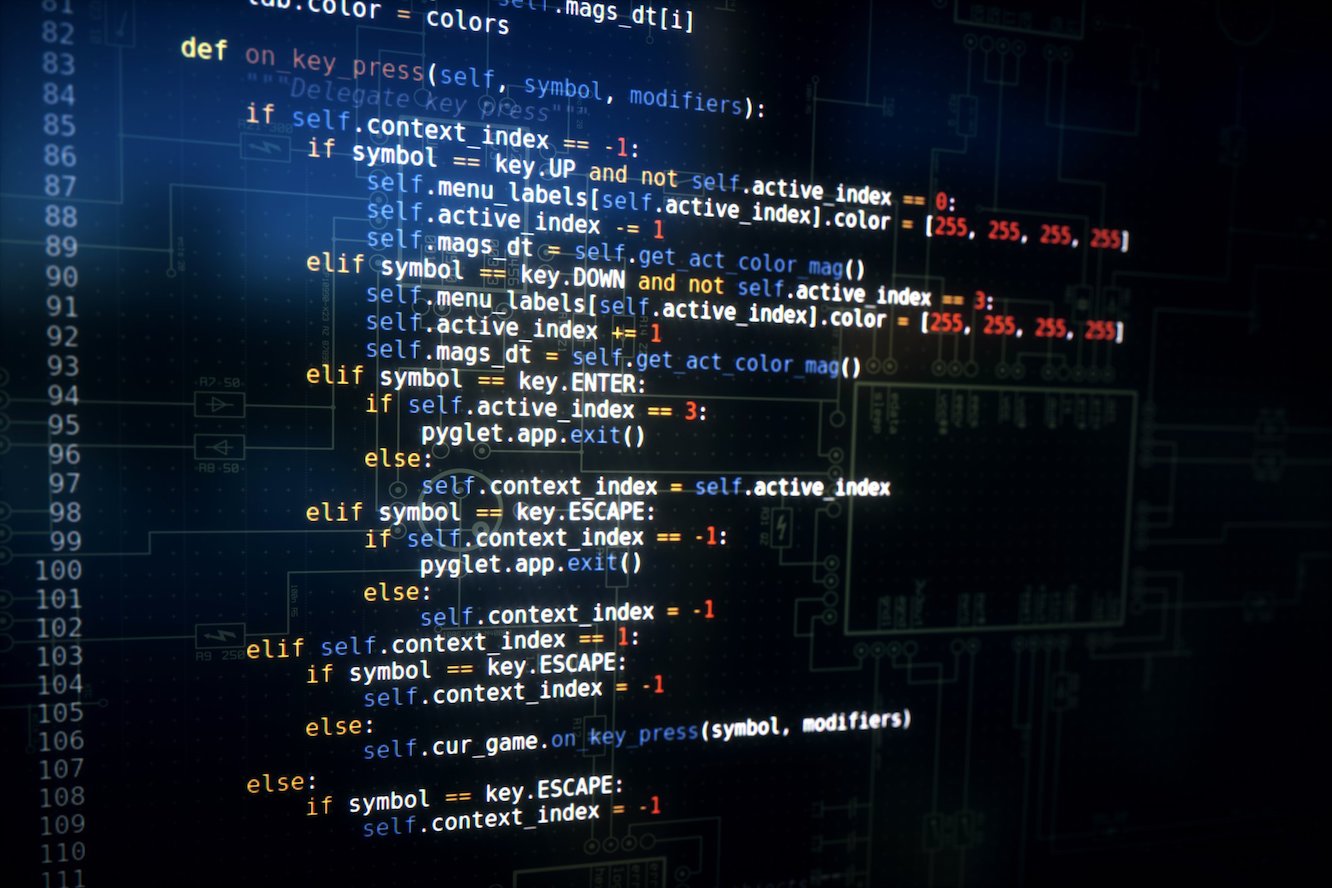 81
82
83
84
85
86
87
88
89
90
91
92
93
94
95
96
97
98
99
100
101
102
103
104
105
106
107
108
109
110
111
.mags_dt[i]
.color = colors
def on_key_press(self, symbol, modifiers):
"""Delegate key press"""
if self.context_index == -1:
if symbol == key.UP and not self.active_index == 0:
self.menu_labels[self.active_index].color = [255, 255, 255, 255]
self.active_index -= 1
self.mags_dt = self.get_act_color_mag()
elif symbol == key.DOWN and not self.active_index == 3:
self.menu_labels[self.active_index].color = [255, 255, 255, 255]
self.active_index += 1
self.mags_dt = self.get_act_color_mag()
elif symbol == key.ENTER:
if self.active_index == 3:
pyglet.app.exit()
else:
self.context_index = self.active_index
elif symbol == key.ESCAPE:
if self.context_index == -1:
pyglet.app.exit()
else:
self.context_index = -1
elif self.context_index == 1:
if symbol == key.ESCAPE:
self.context_index = -1
else:
self.cur_game.on_key_press(symbol, modifiers)
else:
if symbol == key.ESCAPE:
self.context_index = -1
R7-50
R8-50
R9 250